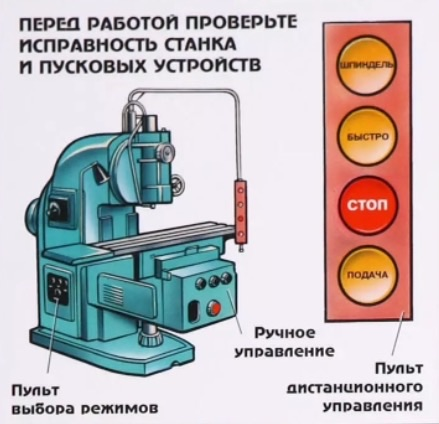 ПЕРЕД РАБОТОЙ ПРОВЕРЬТЕ
ИСПРАВНОСТЬ СТАНКА
И ПУСКОВЫХ УСТРОЙСТВ
ШПИНДЕЛЬ
БЫСТРО
СТОП
ПОДАЧА
Ручное
управление
Пульт
выбора режимов
Пульт
дистанционного
управления